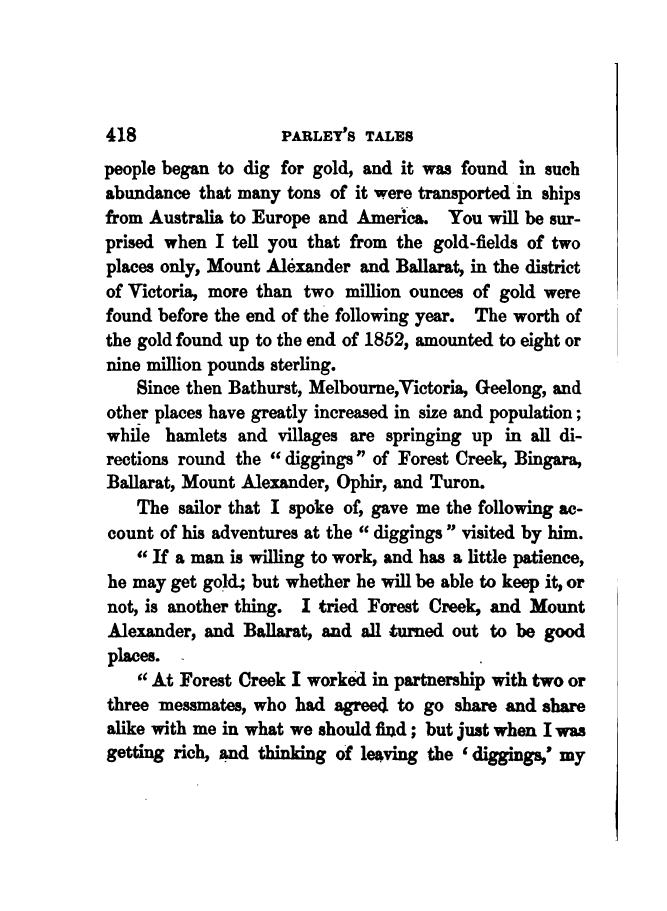 418 PARLEY'S TALES
people began to dig for gold, and it was found in such
abundance that many tons of it were transported in ships
from Australia to Europe and America. You will be sur-
prised when I tell you that from the gold-fields of two
places only, Mount Alexander and Ballarat, in the district
of Victoria, more than two million ounces of gold were
found before the end of the following year. The worth of
the gold found up to the end of 1852, amounted to eight or
nine million pounds sterling.
Since then Bathurst, Melbourne, Victoria, Geelong, and
other places have greatly increased in size and population;
while hamlets and villages are springing up in all di-
rections round the "diggings" of Forest Creek, Bingara,
Ballarat, Mount Alexander, Ophir, and Turon.
The sailor that I spoke of, gave me the following ac-
count of his adventures at the "diggings" visited by him.
"If a man is willing to work, and has a little patience,
he may get gold; but whether he will be able to keep it, or
not, is another thing. I tried Forest Creek, and Mount
Alexander, and Ballarat, and all turned out to be good
places.
"At Forest Creek I worked in partnership with two or
three messmates, who had agreed to go share and share
alike with me in what we should find; but just when I was
getting rich, and thinking of leaving the 'diggings,' my